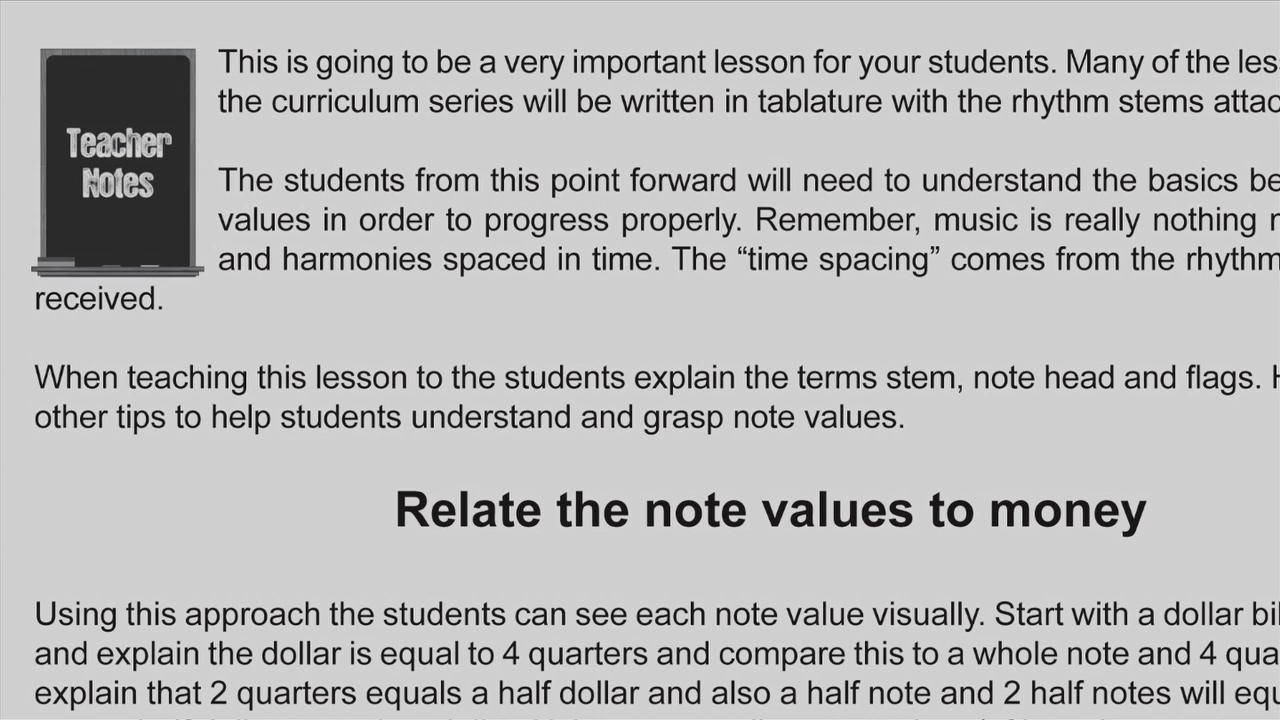 Teacher
Notes
This is going to be a very important lesson for your students. Many of the les
the curriculum series will be written in tablature with the rhythm stems attac
The students from this point forward will need to understand the basics be
values in order to progress properly. Remember, music is really nothing
and harmonies spaced in time. The “time spacing” comes from the rhythm
received.
When teaching this lesson to the students explain the terms stem, note head and flags.
other tips to help students understand and grasp note values.
Relate the note values to money
Using this approach the students can see each note value visually. Start with a dollar bil
and explain the dollar is equal to 4 quarters and compare this to a whole note and 4 qua
explain that 2 quarters equals a half dollar and also a half note and 2 half notes will equ